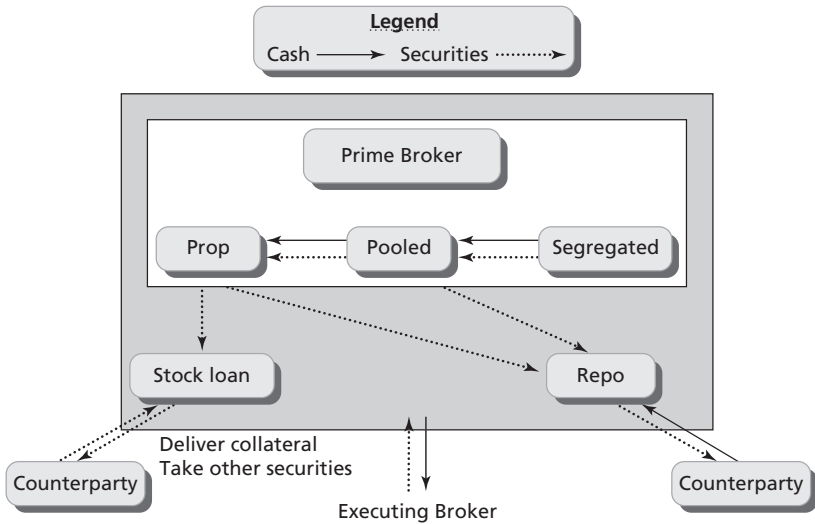 Legend
Cash Securities
Prime Broker
Prop Pooled Segregated
Stock loan Repo
Deliver collateral
Take other securities
Counterparty Counterparty
Executing Broker